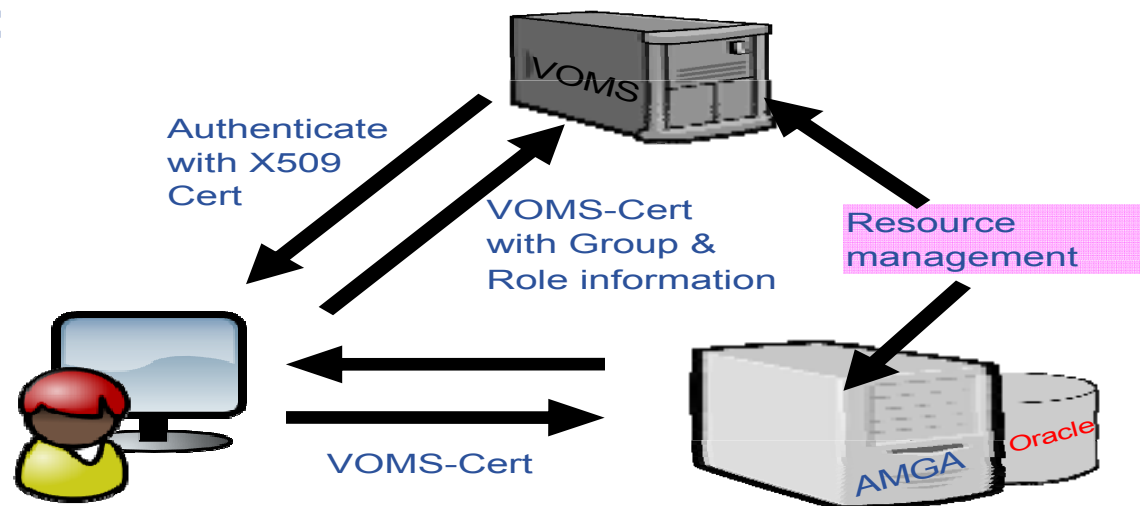 VOMS
Authenticate
with X509
Cert
VOMS-Cert
with Group &
Role information
Resource
management
VOMS-Cert
AMGA
Oracle